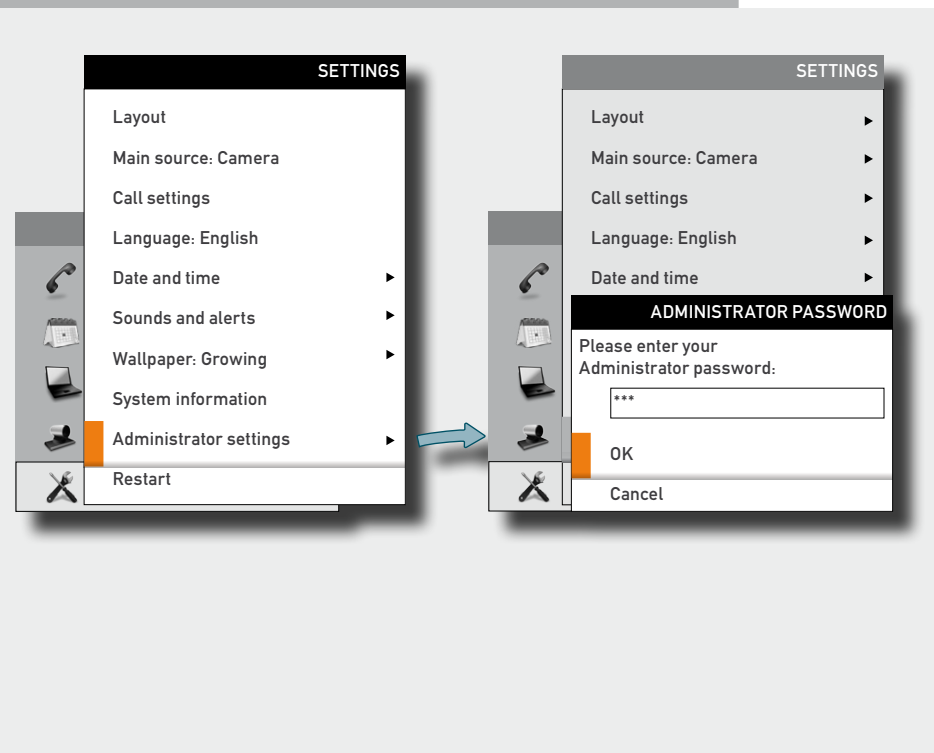 SETTINGS
Layout
Main source: Camera
Call settings
Language: English
Date and time
Sounds and alerts
Wallpaper: Growing
System information
Administrator settings
Restart
SETTINGS
Layout
Main source: Camera
Call settings
Language: English
Date and time
ADMINISTRATOR PASSWORD
Please enter your
Administrator password:
***
OK
Cancel